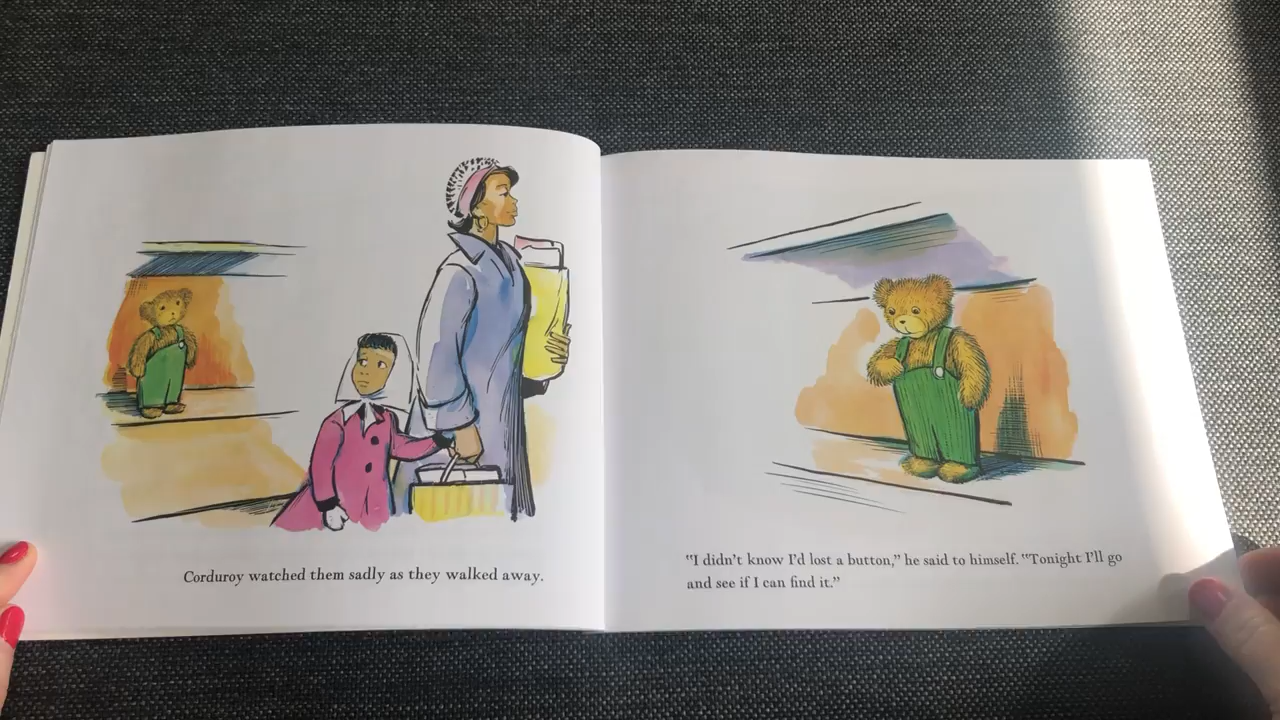 Corduroy watched them sadly as they walked away.
“I didn’t know I’d lost a button,” he said to himself. “Tonight I’ll go
and see if I can find it.”